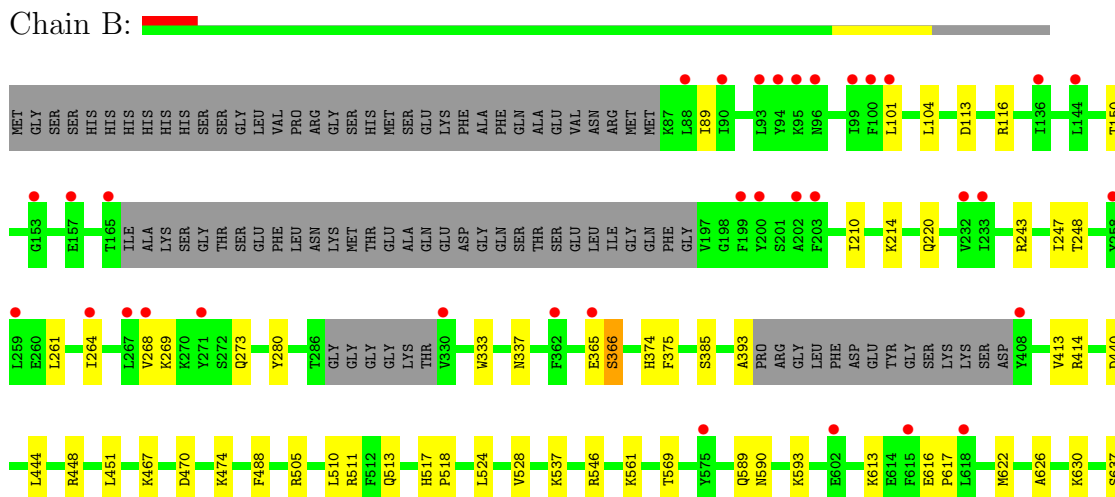 Chain B:
MET GLY SER SER HIS HIS HIS HIS HIS HIS SER SER GLY LEU VAL PRO ARG GLY SER HIS MET SER GLU LYS PHE ALA PHE GLN ALA GLU VAL ASN ARG MET MET K87 L88 I89 I90 L93 Y94 K95 N96 I99 F100 L101 L104 D113 R116 I136 L144 T150
G153 E157 T165 ILE ALA LYS SER GLY THR SER GLU PHE LEU ASN LYS MET THR GLU ALA GLN GLU ASP GLY GLN SER THR SER GLU LEU ILE GLY GLN PHE GLY V197 G198 F199 Y200 S201 A202 F203 I210 K214 Q220 V232 I233 R243 I247 T248 Y258
L259 E260 L261 I264 L267 V268 K269 K270 Y271 S272 Q273 Y280 T286 GLY GLY GLY GLY LYS THR V330 W333 N337 F362 E365 S366 H374 F375 S385 A393 PRO ARG GLY LEU PHE ASP GLU TYR GLY SER LYS LYS SER ASP Y408 V413 R414 D440
L444 R448 L451 K467 D470 K474 F488 R505 L510 R511 F512 Q513 H517 P518 L524 V528 K537 R546 K561 T569 Y575 Q589 N590 K593 E602 K613 E614 F615 E616 P617 L618 M622 A626 K630